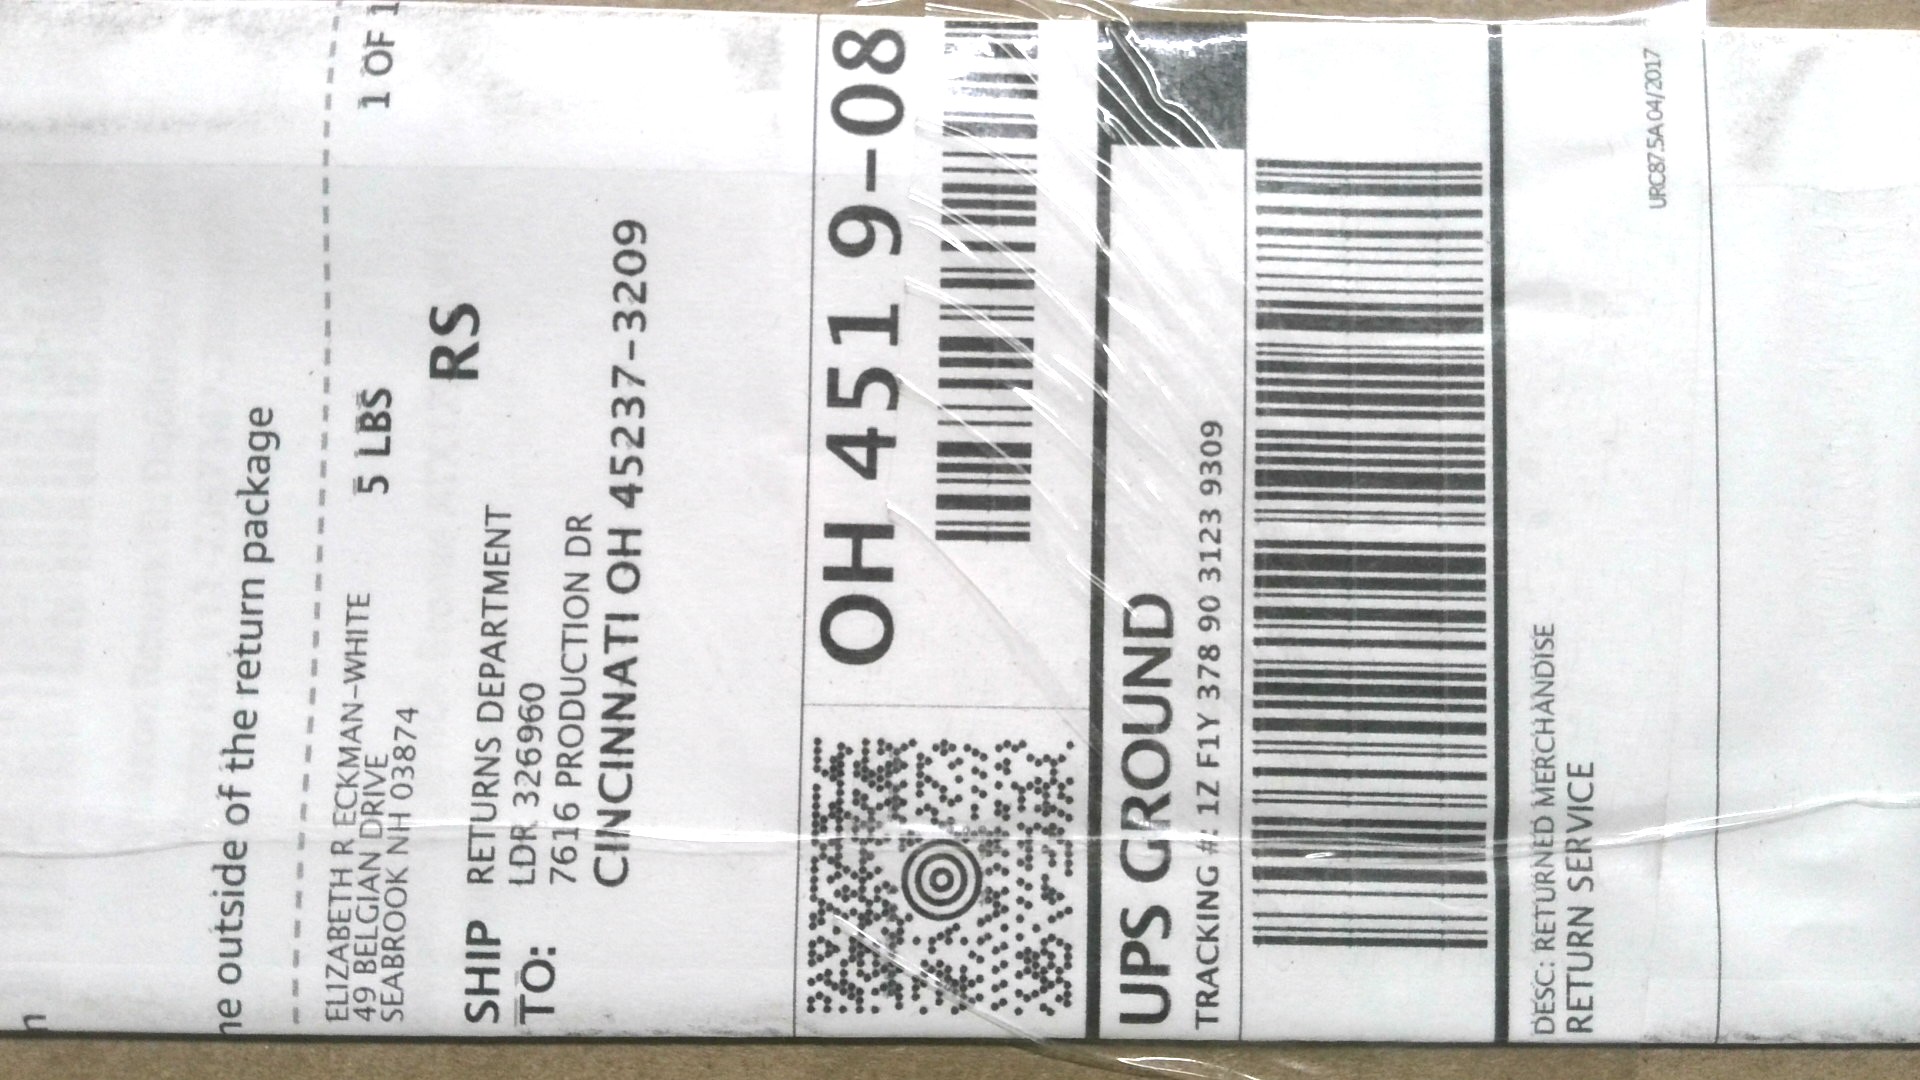 outside of the return package
ELIZABETH R ECKMAN-WHITE
5 LBS
1 OF 1
49 BELGIAN DRIVE
SEABROOK NH 03874
RS
SHIP TO:
RETURNS DEPARTMENT
LDR 326960
7616 PRODUCTION DR
CINCINNATI OH 45237-3209
OH 451 9-08
UPS GROUND
TRACKING #: 1Z F1Y 378 90 3123 9309
DESC: RETURNED MERCHANDISE
RETURN SERVICE
URC87.5A 04/2017